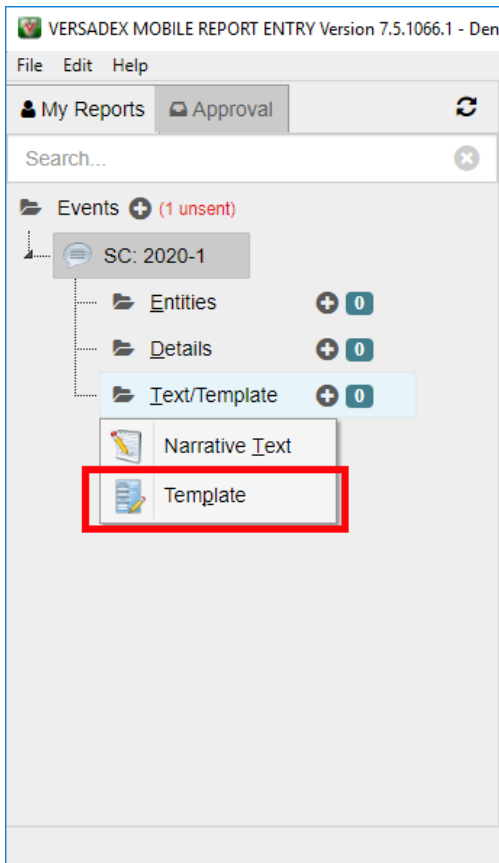 VERSADEX MOBILE REPORT ENTRY Version 7.5.1066.1 - Den
File Edit Help
My Reports Approval
Search...
Events (1 unsent)
SC: 2020-1
Entities 0
Details 0
Text/Template 0
Narrative Text
Template